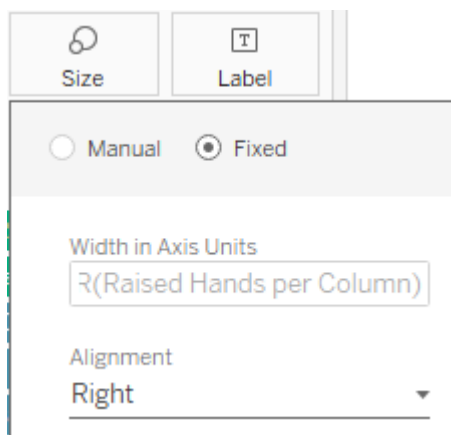 Size Label
Manual Fixed
Width in Axis Units
R(Raised Hands per Column)
Alignment
Right